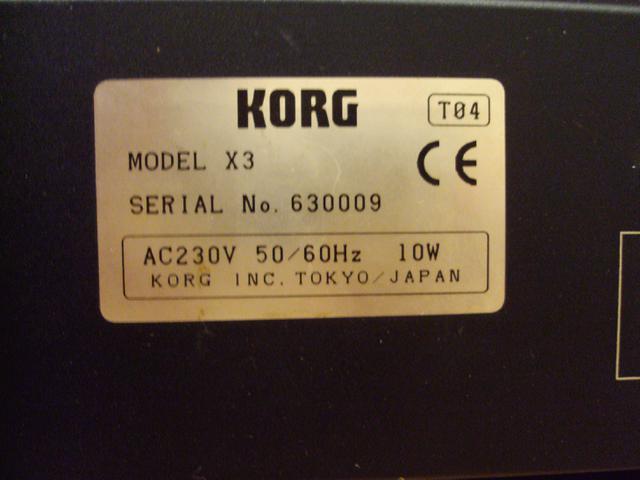 KORG T04
MODEL X3 CE
SERIAL No. 630009
AC230V 50/60Hz 10W
KORG INC. TOKYO/JAPAN